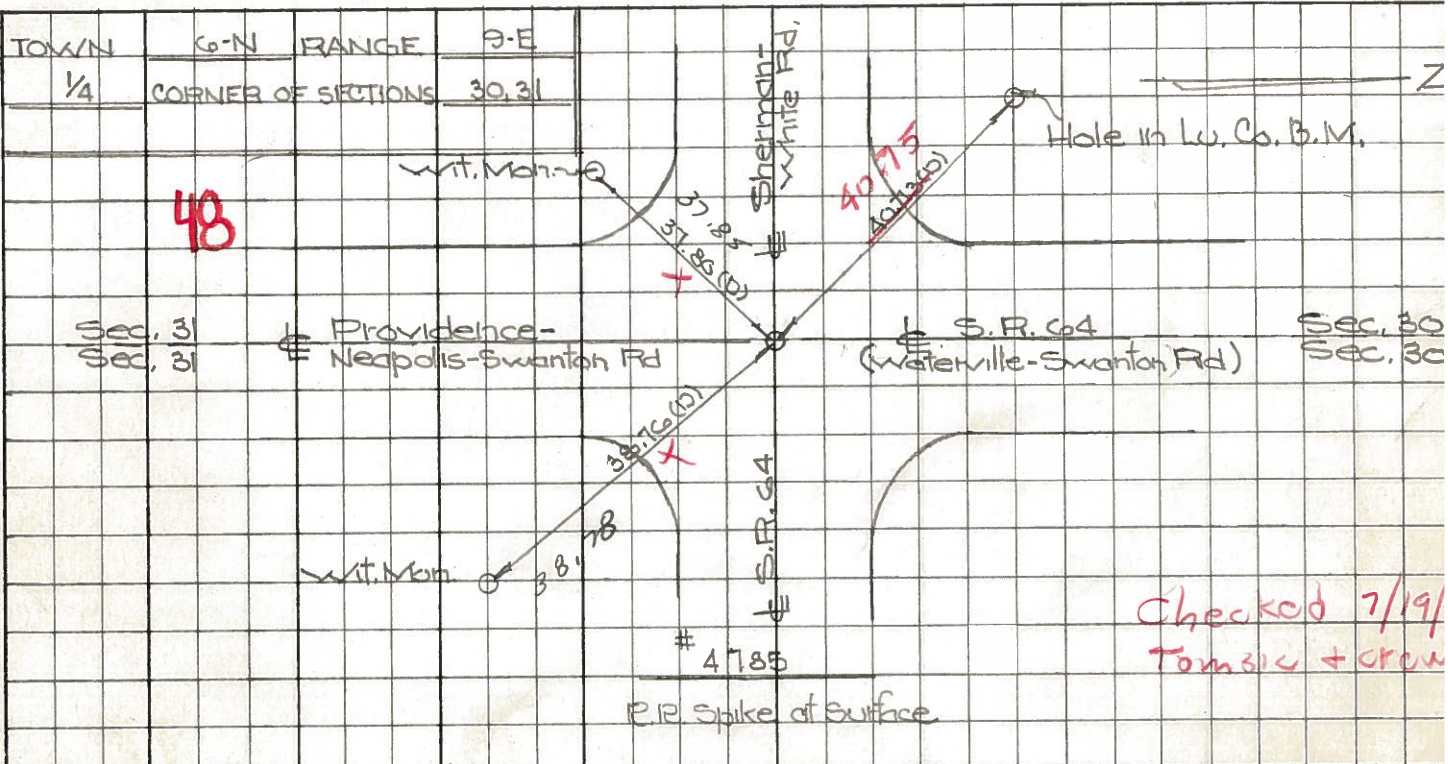 TOWN 6-N RANGE 9-E
1/4 CORNER OF SECTIONS 30,31
48
Wit. Mon.
37.85
37.80 (D)
X
Sherman-
White Rd.
℄
40.75
40.73 (D)
Hole in Lu. Co. B.M.
Z
Sec. 31
Sec. 31
℄ Providence-
Neapolis-Swanton Rd
℄ S.R. 64
(Waterville-Swanton Rd)
Sec. 30
Sec. 30
38.76 (D)
X
Wit. Mon.
38.78
℄ S.R. 64
# 4785
R.R. Spike at Surface
Checked 7/19/
+ crew